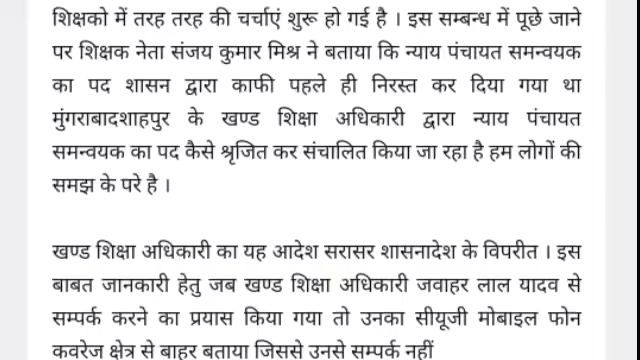 शिक्षको में तरह तरह की चर्चाएं शुरू हो गई है । इस सम्बन्ध में पूछे जाने
पर शिक्षक नेता संजय कुमार मिश्र ने बताया कि न्याय पंचायत समन्वयक
का पद शासन द्वारा काफी पहले ही निरस्त कर दिया गया था
मुंगराबादशाहपुर के खण्ड शिक्षा अधिकारी द्वारा न्याय पंचायत
समन्वयक का पद कैसे श्रृजित कर संचालित किया जा रहा है हम लोगों की
समझ के परे है ।
खण्ड शिक्षा अधिकारी का यह आदेश सरासर शासनादेश के विपरीत । इस
बाबत जानकारी हेतु जब खण्ड शिक्षा अधिकारी जवाहर लाल यादव से
सम्पर्क करने का प्रयास किया गया तो उनका सीयूजी मोबाइल फोन
कवरेज क्षेत्र से बाहर बताया जिससे उनसे सम्पर्क नहीं